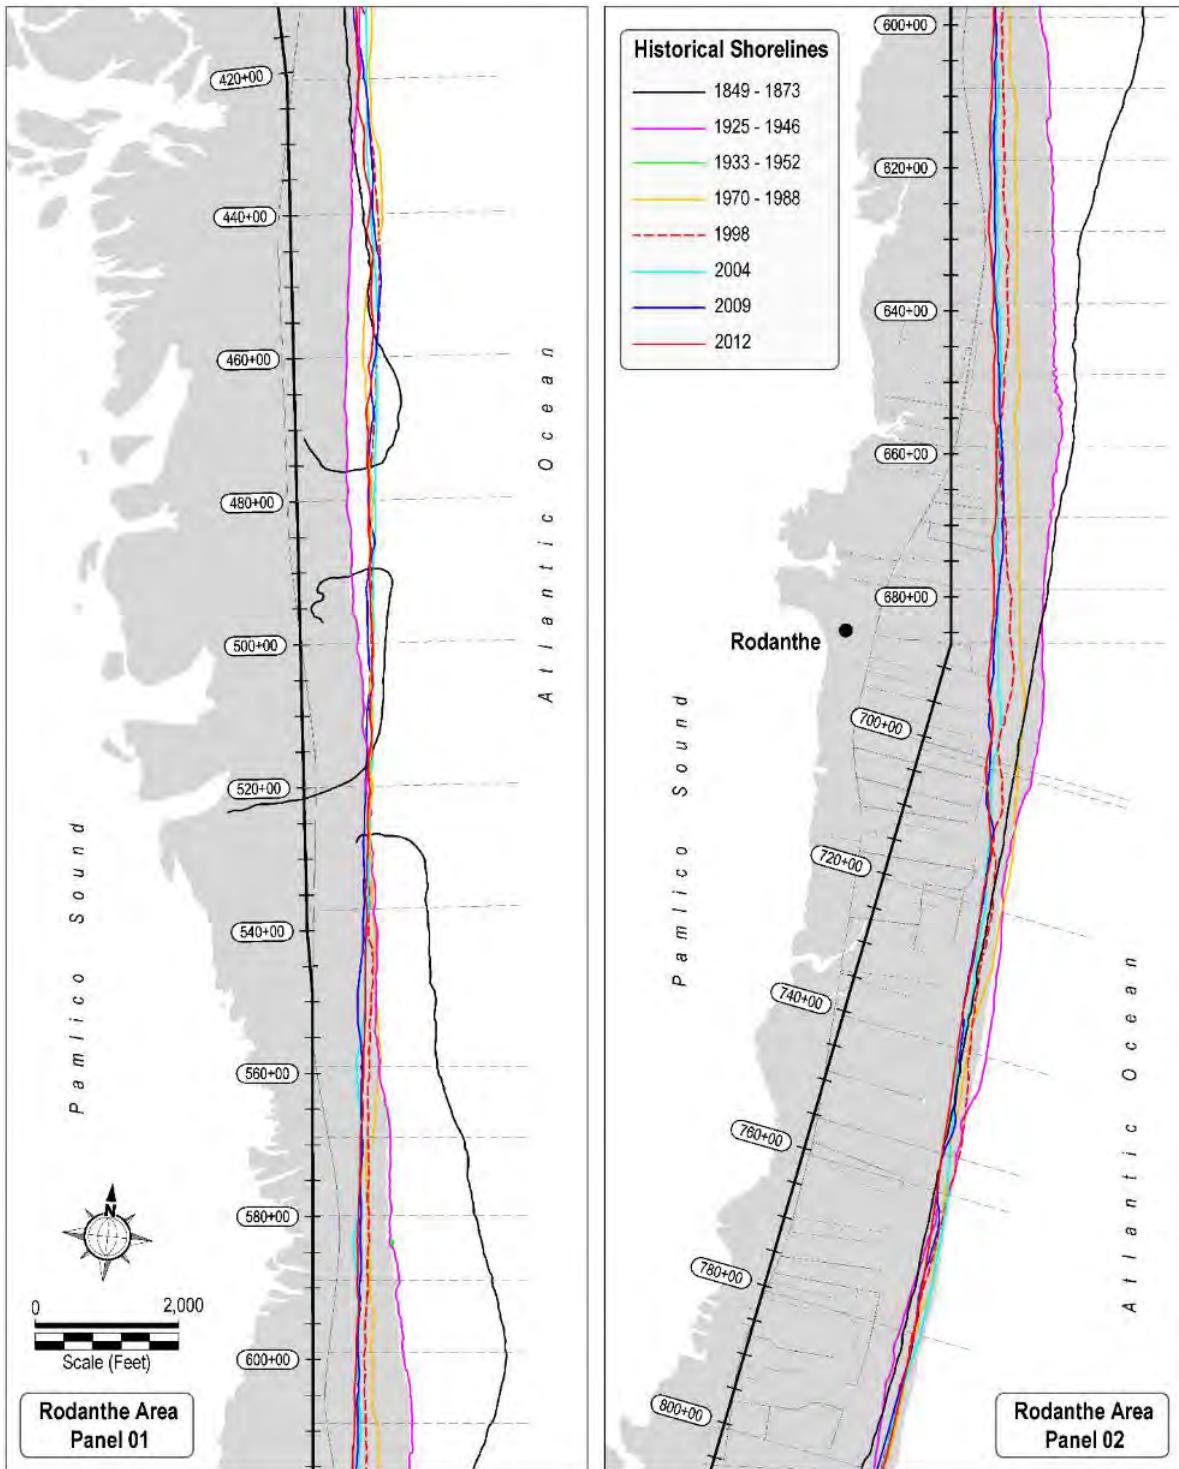 420+00
440+00
460+00
480+00
500+00
520+00
540+00
560+00
580+00
600+00
Atlantic Ocean
Pamlico Sound
N
0 2,000
Scale (Feet)
Rodanthe Area
Panel 01
Historical Shorelines
1849 - 1873
1925 - 1946
1933 - 1952
1970 - 1988
1998
2004
2009
2012
600+00
620+00
640+00
660+00
680+00
Rodanthe
700+00
720+00
740+00
760+00
780+00
800+00
Pamlico Sound
Atlantic Ocean
Rodanthe Area
Panel 02